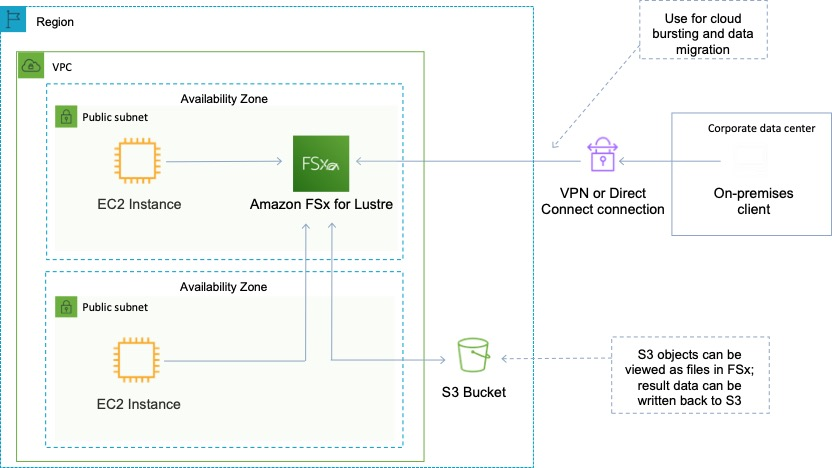 Region
Use for cloud
bursting and data
migration
VPC
Availability Zone
Public subnet
EC2 Instance
FSx
Amazon FSx for Lustre
VPN or Direct
Connect connection
Corporate data center
On-premises
client
Availability Zone
Public subnet
EC2 Instance
S3 Bucket
S3 objects can be
viewed as files in FSx;
result data can be
written back to S3